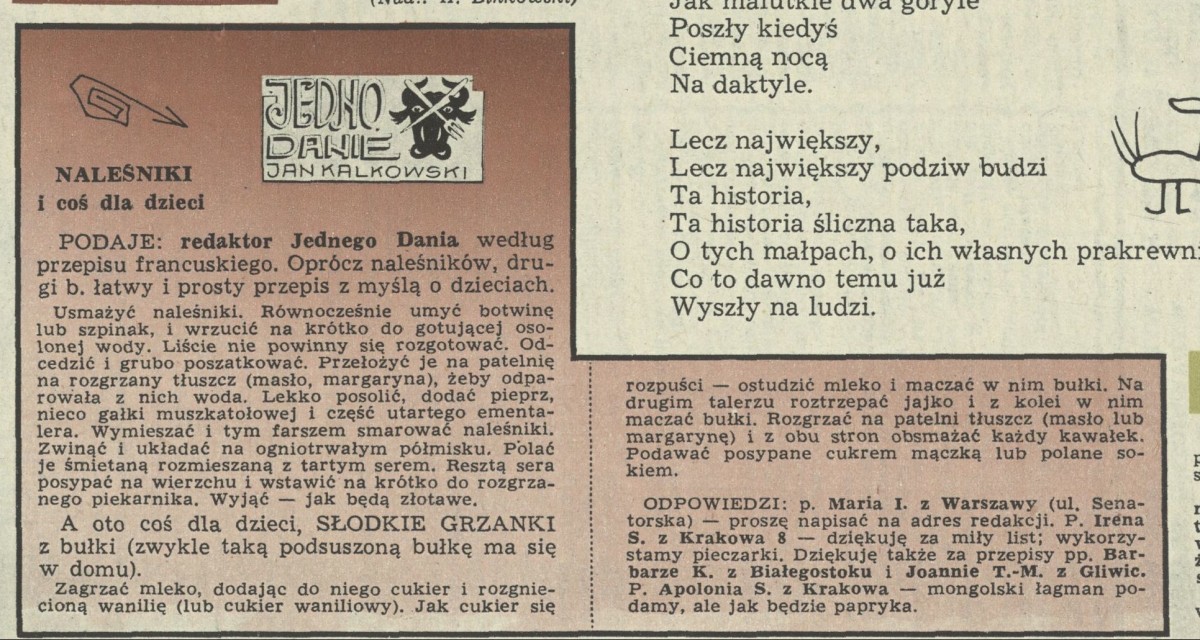 Jak malutkie dwa goryle
Poszły kiedyś
Ciemną nocą
Na daktyle.
Lecz największy,
Lecz największy podziw budzi
Ta historia,
Ta historia śliczna taka,
O tych małpach, o ich własnych
Co to dawno temu już
Wyszły na ludzi.
JEDNO
DANIE
JAN KALKOWSKI
NALEŚNIKI
i coś dla dzieci
PODAJE: redaktor Jednego Dania według
przepisu francuskiego. Oprócz naleśników, dru-
gi b. łatwy i prosty przepis z myślą o dzieciach.
Usmażyć naleśniki. Równocześnie umyć botwinę
lub szpinak, i wrzucić na krótko do gotującej oso-
lonej wody. Liście nie powinny się rozgotować. Od-
cedzić i grubo poszatkować. Przełożyć je na patelnię
na rozgrzany tłuszcz (masło, margaryna), żeby odpa-
rowała z nich woda. Lekko posolić, dodać pieprz,
nieco gałki muszkatołowej i część utartego ementa-
lera. Wymieszać i tym farszem smarować naleśniki.
Zwinąć i układać na ogniotrwałym półmisku. Polać
je śmietaną rozmieszaną z tartym serem. Resztą sera
posypać na wierzchu i wstawić na krótko do rozgrza-
nego piekarnika. Wyjąć — jak będą złotawe.
A oto coś dla dzieci, SŁODKIE GRZANKI
z bułki (zwykle taką podsuszoną bułkę ma się
w domu).
Zagrzać mleko, dodając do niego cukier i rozgnie-
cioną wanilię (lub cukier waniliowy). Jak cukier się
rozpuści — ostudzić mleko i maczać w nim bułki. Na
drugim talerzu roztrzepać jajko i z kolei w nim
maczać bułki. Rozgrzać na patelni tłuszcz (masło lub
margarynę) i z obu stron obsmażać każdy kawałek.
Podawać posypane cukrem mączką lub polane so-
kiem.
ODPOWIEDZI: p. Maria I. z Warszawy (ul. Sena-
torska) — proszę napisać na adres redakcji. P. Irena
S. z Krakowa 8 — dziękuję za miły list; wykorzy-
stamy pieczarki. Dziękuję także za przepisy pp. Bar-
barze K. z Białegostoku i Joannie T.-M. z Gliwic.
P. Apolonia S. z Krakowa — mongolski łagman po-
damy, ale jak będzie papryka.